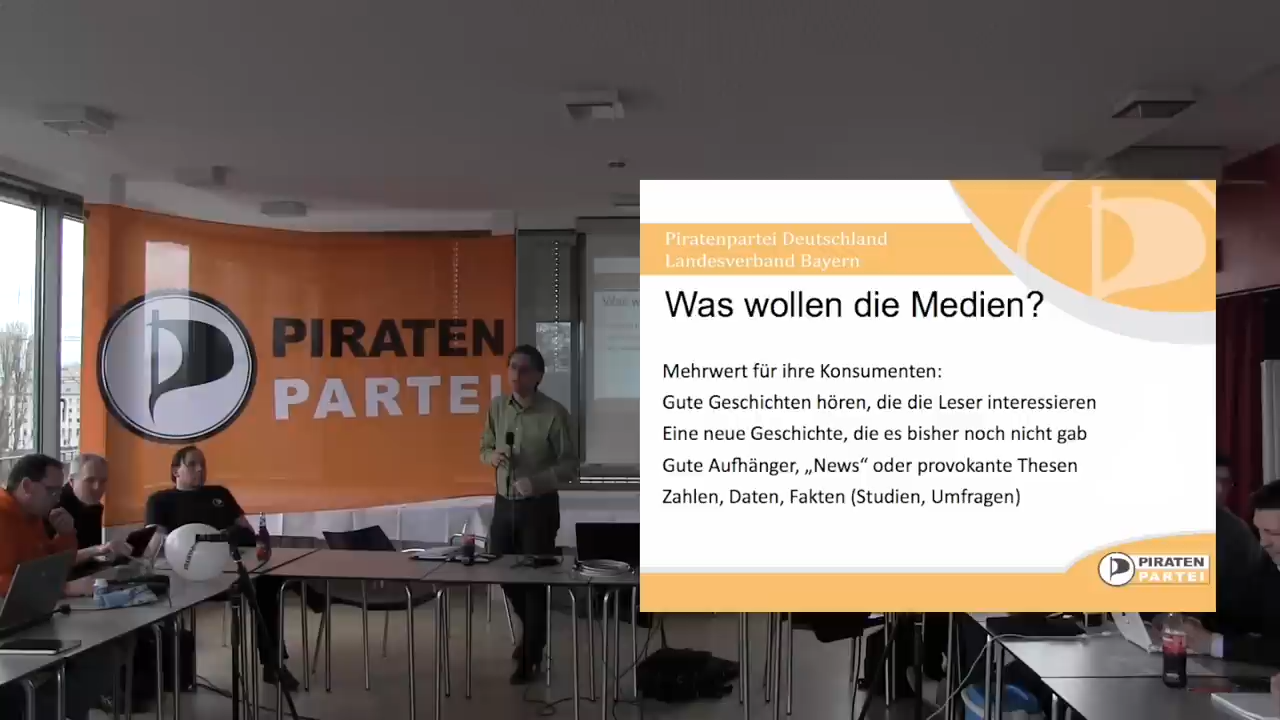 PIRATEN
PARTEI
Piratenpartei Deutschland
Landesverband Bayern
Was wollen die Medien?
Mehrwert für ihre Konsumenten:
Gute Geschichten hören, die die Leser interessieren
Eine neue Geschichte, die es bisher noch nicht gab
Gute Aufhänger, „News“ oder provokante Thesen
Zahlen, Daten, Fakten (Studien, Umfragen)
PIRATEN
PARTEI